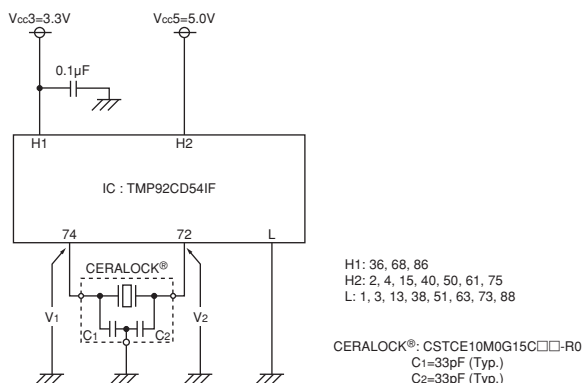 Vcc3=3.3V
Vcc5=5.0V
0.1μF
H1
H2
IC : TMP92CD54IF
74
72
L
CERALOCK®
V1
V2
C1
C2
H1: 36, 68, 86
H2: 2, 4, 15, 40, 50, 61, 75
L: 1, 3, 13, 38, 51, 63, 73, 88
CERALOCK®: CSTCE10M0G15C□□-R0
C1=33pF (Typ.)
C2=33pF (Typ.)